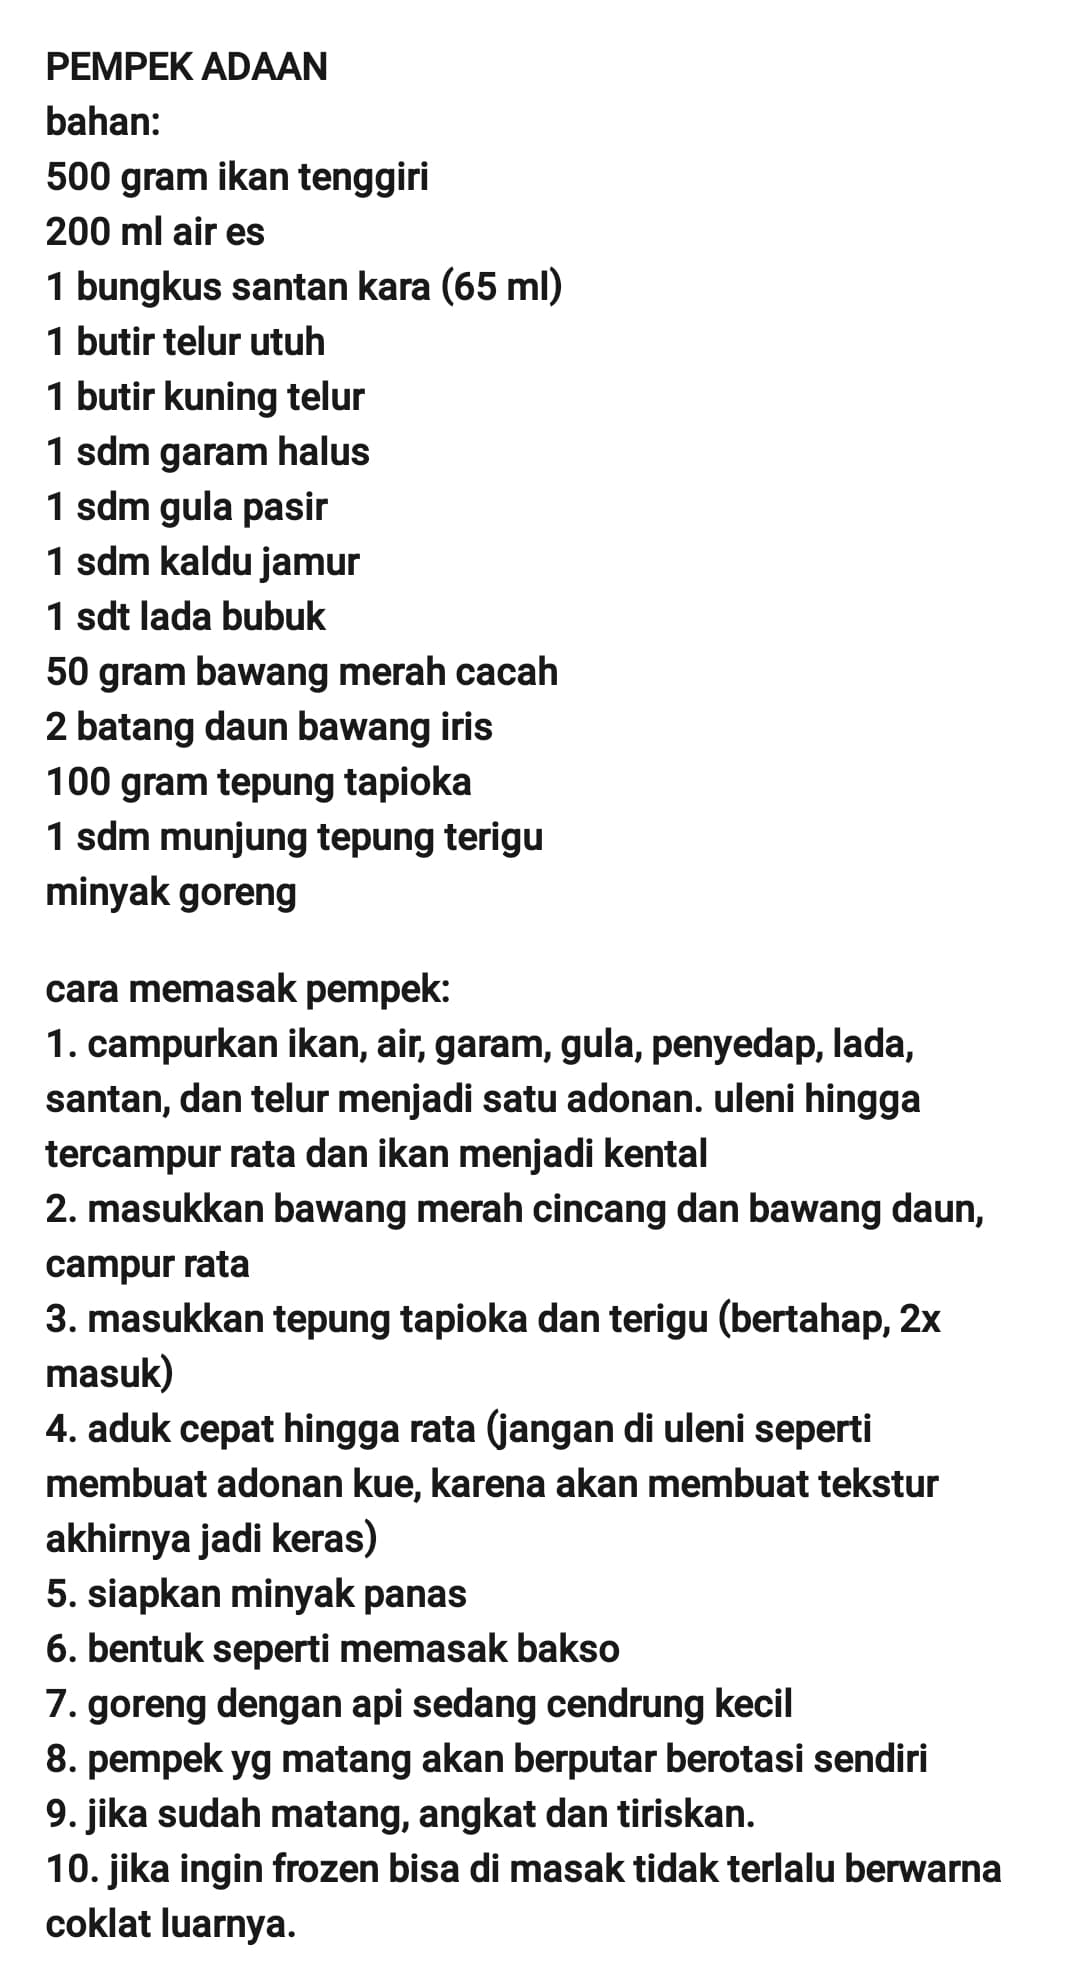 PEMPEK ADAAN
bahan:
500 gram ikan tenggiri
200 ml air es
1 bungkus santan kara (65 ml)
1 butir telur utuh
1 butir kuning telur
1 sdm garam halus
1 sdm gula pasir
1 sdm kaldu jamur
1 sdt lada bubuk
50 gram bawang merah cacah
2 batang daun bawang iris
100 gram tepung tapioka
1 sdm munjung tepung terigu
minyak goreng
cara memasak pempek:
1. campurkan ikan, air, garam, gula, penyedap, lada,
santan, dan telur menjadi satu adonan. uleni hingga
tercampur rata dan ikan menjadi kental
2. masukkan bawang merah cincang dan bawang daun,
campur rata
3. masukkan tepung tapioka dan terigu (bertahap, 2x
masuk)
4. aduk cepat hingga rata (jangan di uleni seperti
membuat adonan kue, karena akan membuat tekstur
akhirnya jadi keras)
5. siapkan minyak panas
6. bentuk seperti memasak bakso
7. goreng dengan api sedang cendrung kecil
8. pempek yg matang akan berputar berotasi sendiri
9. jika sudah matang, angkat dan tiriskan.
10. jika ingin frozen bisa di masak tidak terlalu berwarna
coklat luarnya.